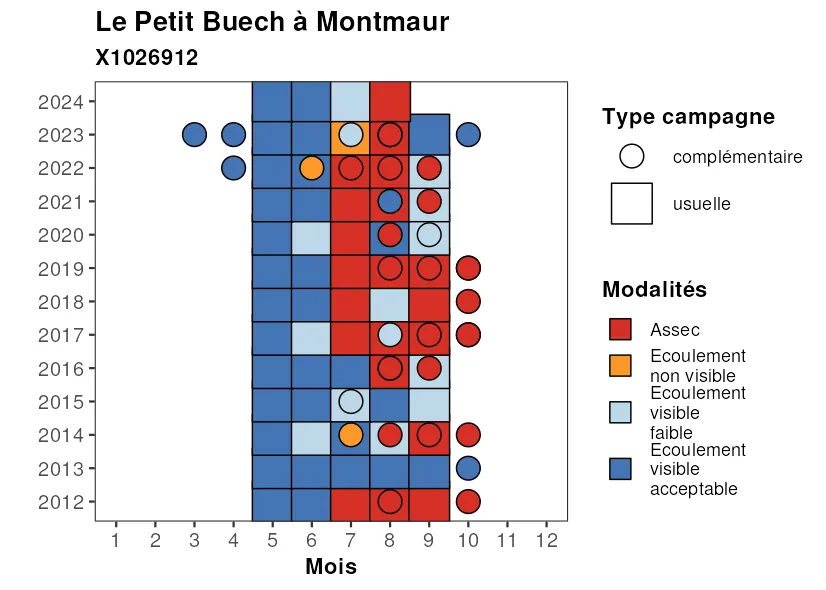 Le Petit Buech à Montmaur
X1026912
2024
2023
2022
2021
2020
2019
2018
2017
2016
2015
2014
2013
2012
1 2 3 4 5 6 7 8 9 10 11 12
Mois
Type campagne
complémentaire
usuelle
Modalités
Assec
Ecoulement
non visible
Ecoulement
visible
faible
Ecoulement
visible
acceptable